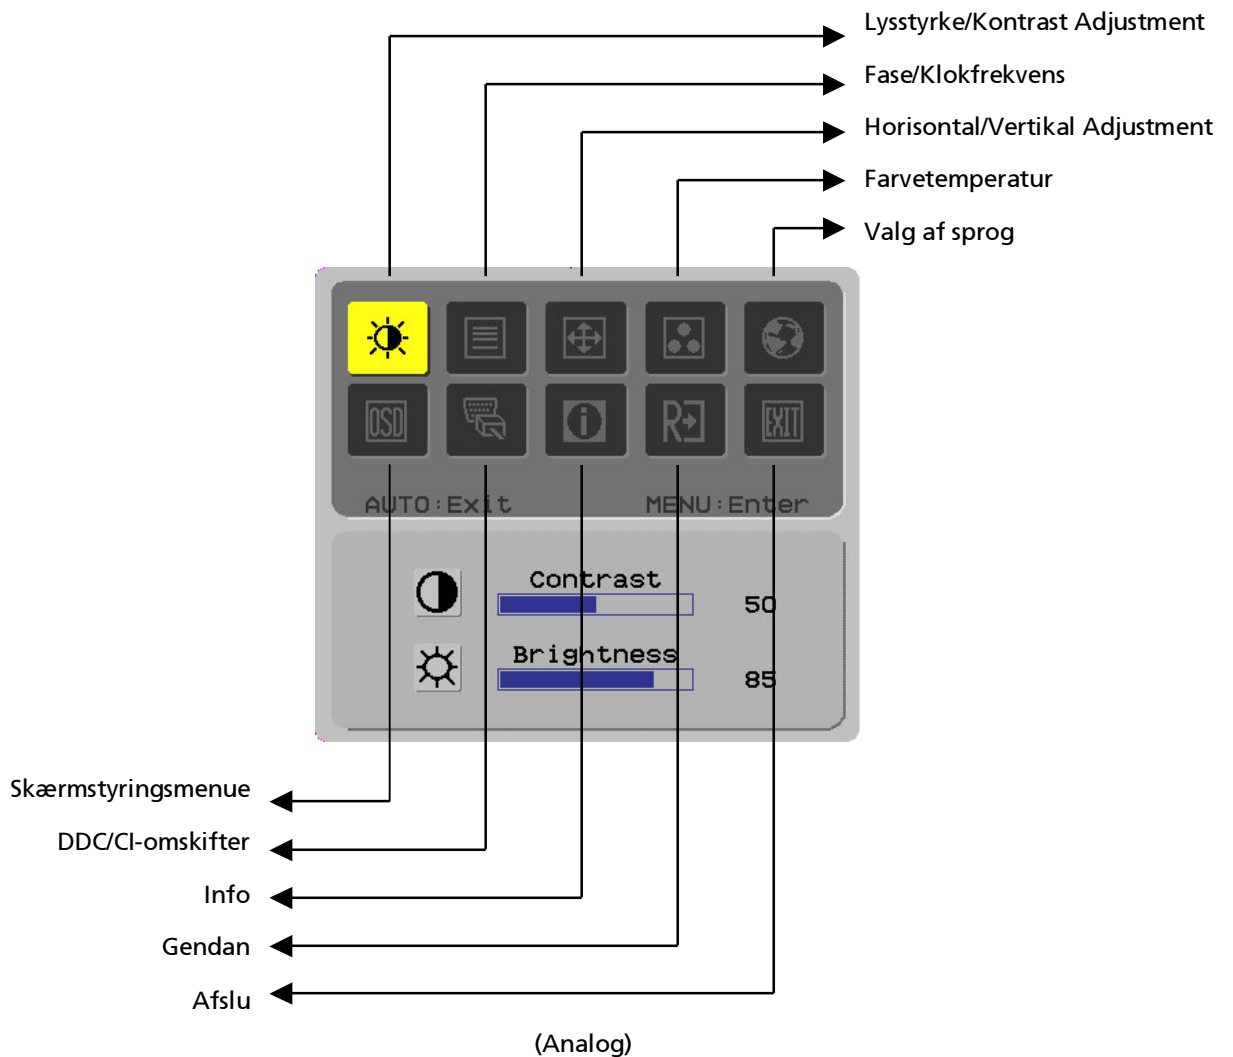 Lysstyrke/Kontrast Adjustment
Fase/Klokfrekvens
Horisontal/Vertikal Adjustment
Farvetemperatur
Valg af sprog
OSD
i
R
EXIT
AUTO:Exit MENU:Enter
Contrast 50
Brightness 85
Skærmstyringsmenue
DDC/CI-omskifter
Info
Gendan
Afslu
(Analog)